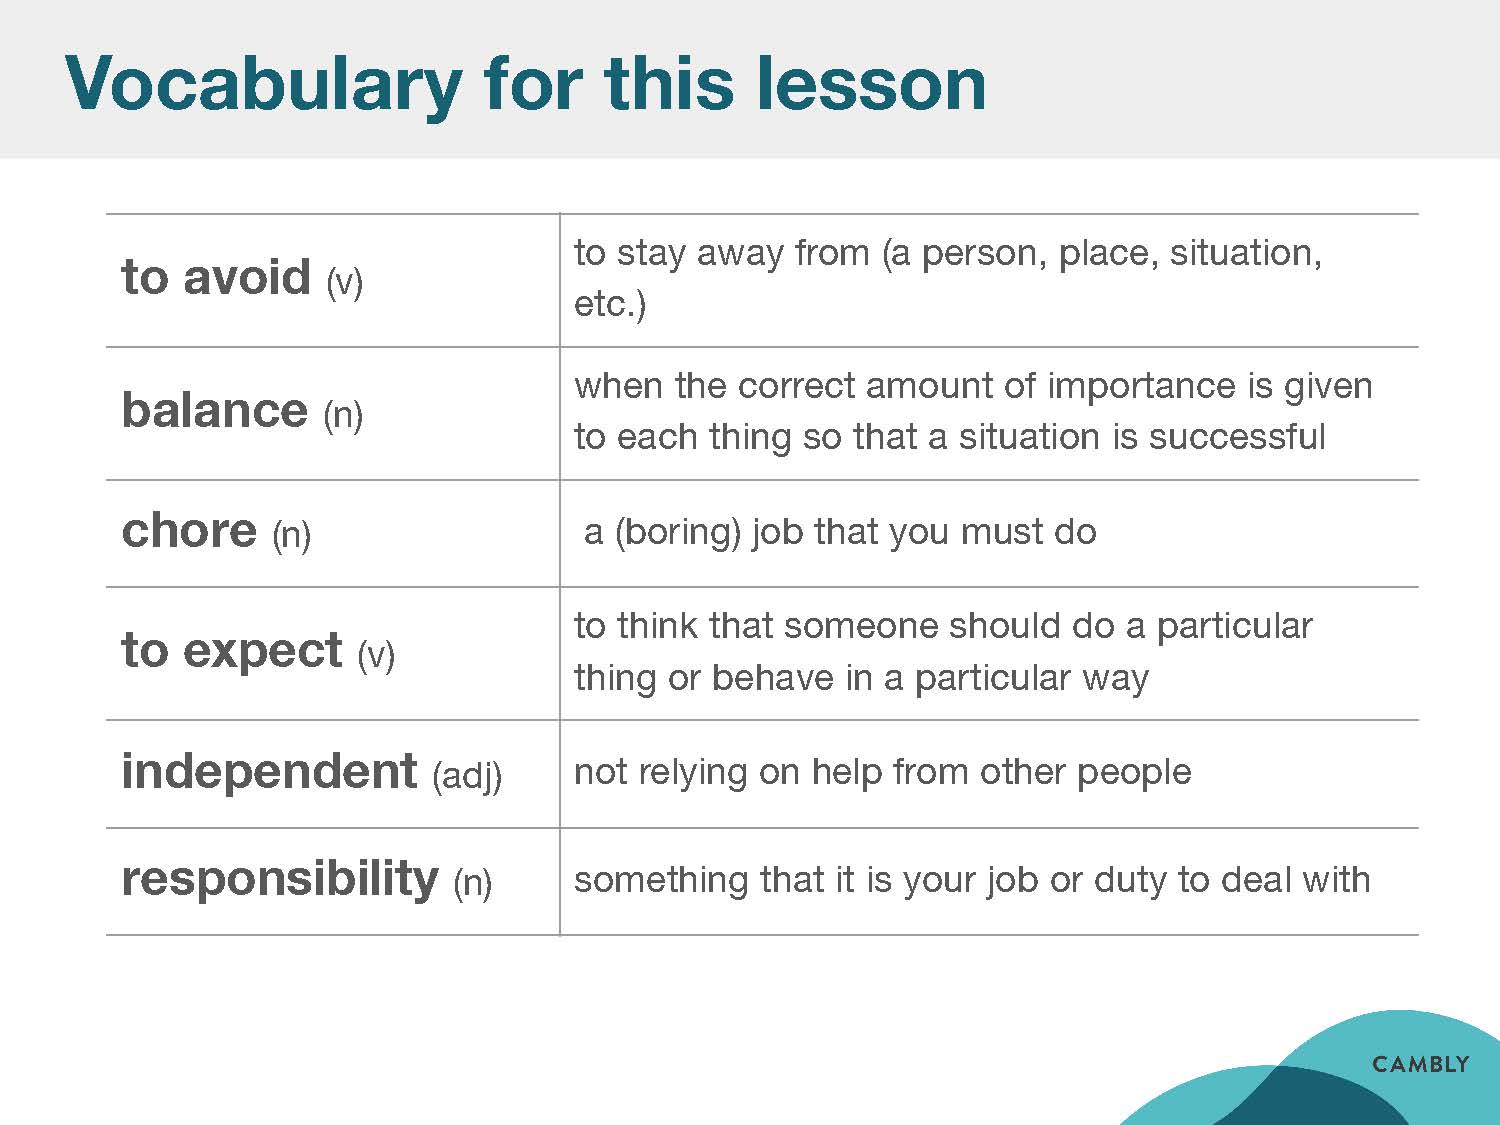 Vocabulary for this lesson
to avoid (v)
to stay away from (a person, place, situation,
etc.)
balance (n)
when the correct amount of importance is given
to each thing so that a situation is successful
chore (n)
a (boring) job that you must do
to expect (v)
to think that someone should do a particular
thing or behave in a particular way
independent (adj)
not relying on help from other people
responsibility (n)
something that it is your job or duty to deal with
CAMBLY